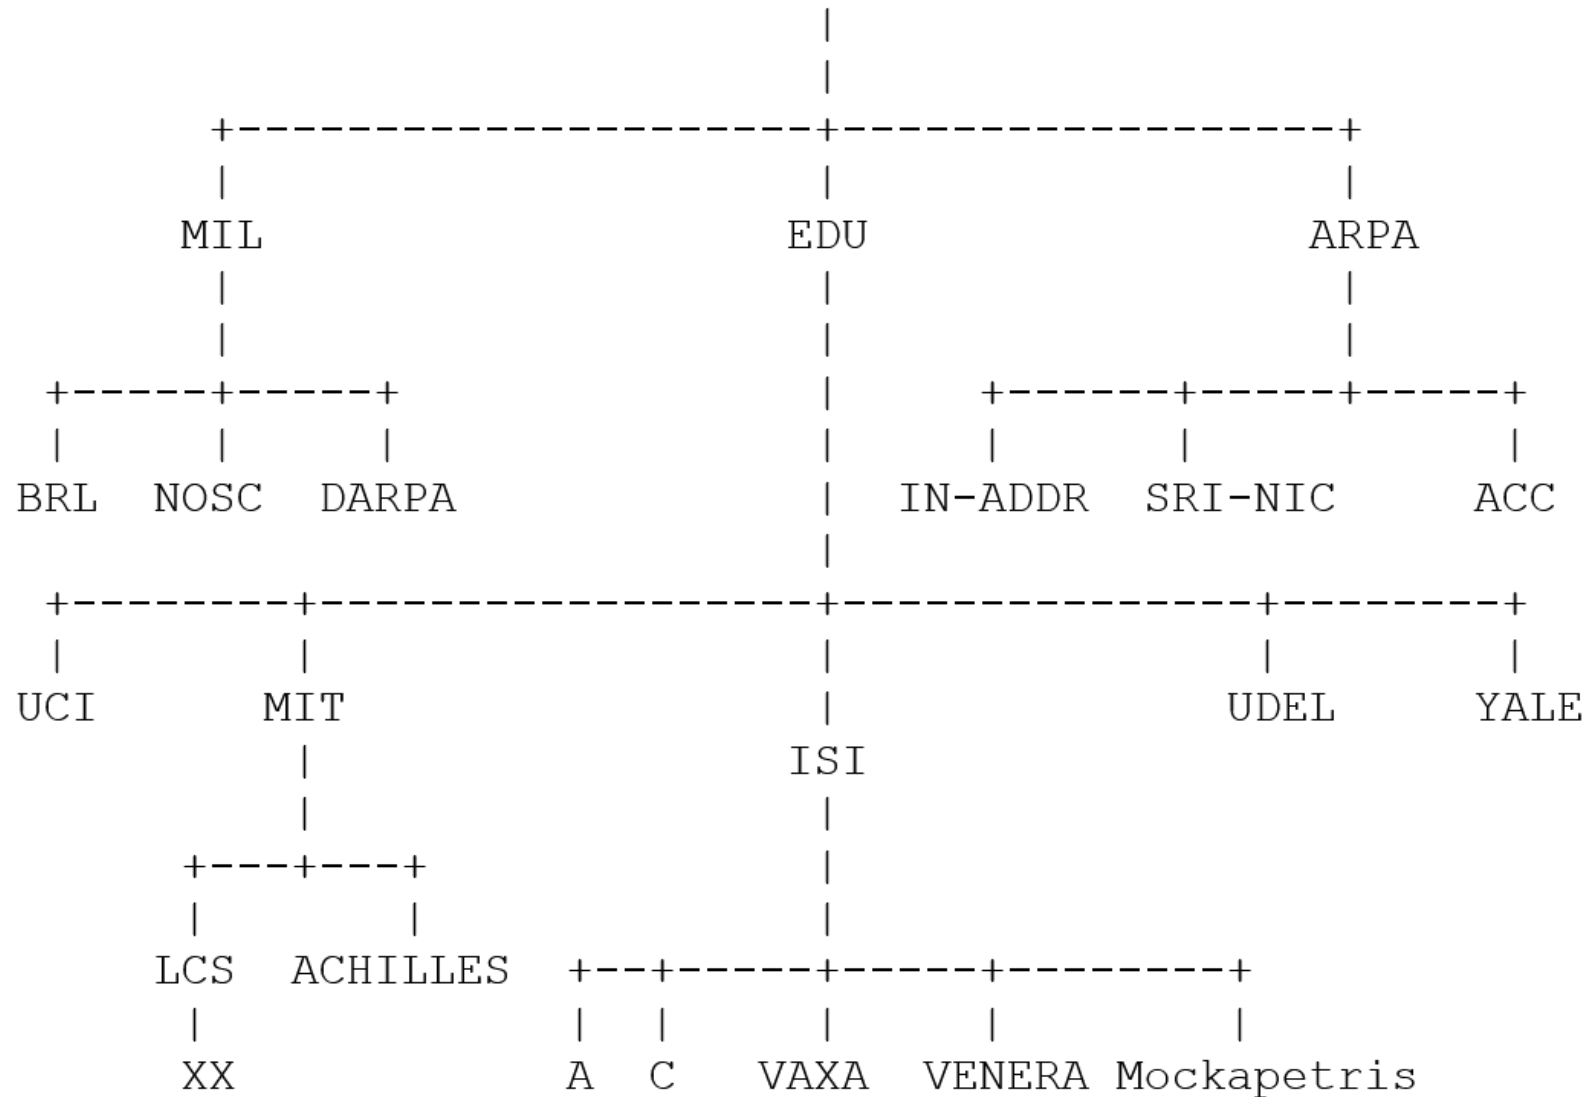 MIL EDU ARPA
BRL NOSC DARPA IN-ADDR SRI-NIC ACC
UCI MIT UDEL YALE
ISI
LCS ACHILLES
XX A C VAXA VENERA Mockapetris